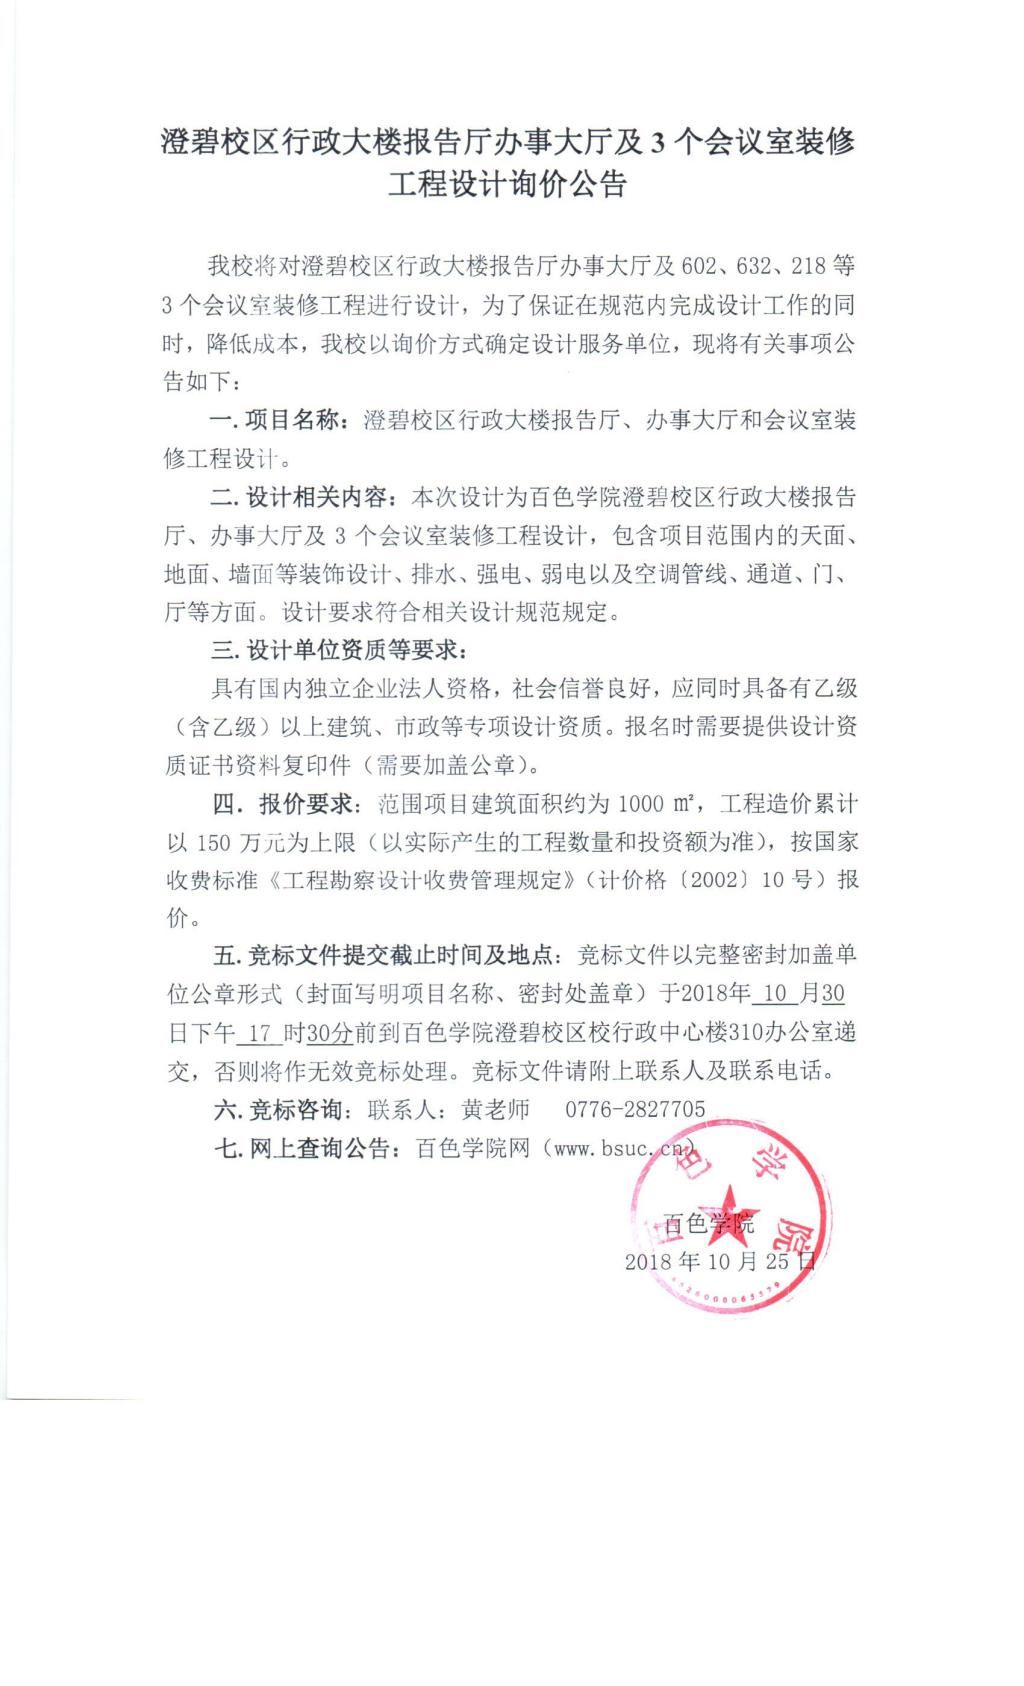 澄碧校区行政大楼报告厅办事大厅及 3 个会议室装修
工程设计询价公告
我校将对澄碧校区行政大楼报告厅办事大厅及 602、632、218 等
3 个会议室装修工程进行设计，为了保证在规范内完成设计工作的同
时，降低成本，我校以询价方式确定设计服务单位，现将有关事项公
告如下：
一.项目名称：澄碧校区行政大楼报告厅、办事大厅和会议室装
修工程设计。
二.设计相关内容：本次设计为百色学院澄碧校区行政大楼报告
厅、办事大厅及 3 个会议室装修工程设计，包含项目范围内的天面、
地面、墙面等装饰设计、排水、强电、弱电以及空调管线、通道、门、
厅等方面。设计要求符合相关设计规范规定。
三.设计单位资质等要求：
具有国内独立企业法人资格，社会信誉良好，应同时具备有乙级
（含乙级）以上建筑、市政等专项设计资质。报名时需要提供设计资
质证书资料复印件（需要加盖公章）。
四．报价要求：范围项目建筑面积约为 1000 ㎡，工程造价累计
以 150 万元为上限（以实际产生的工程数量和投资额为准），按国家
收费标准《工程勘察设计收费管理规定》（计价格〔2002〕10 号）报
价。
五.竞标文件提交截止时间及地点：竞标文件以完整密封加盖单
位公章形式（封面写明项目名称、密封处盖章）于2018年 10 月30
日下午 17 时30分前到百色学院澄碧校区校行政中心楼310办公室递
交，否则将作无效竞标处理。竞标文件请附上联系人及联系电话。
六.竞标咨询：联系人：黄老师 0776-2827705
七.网上查询公告：百色学院网（www.bsuc.cn）
百色学院
百色学院
2018 年 10 月 25 日